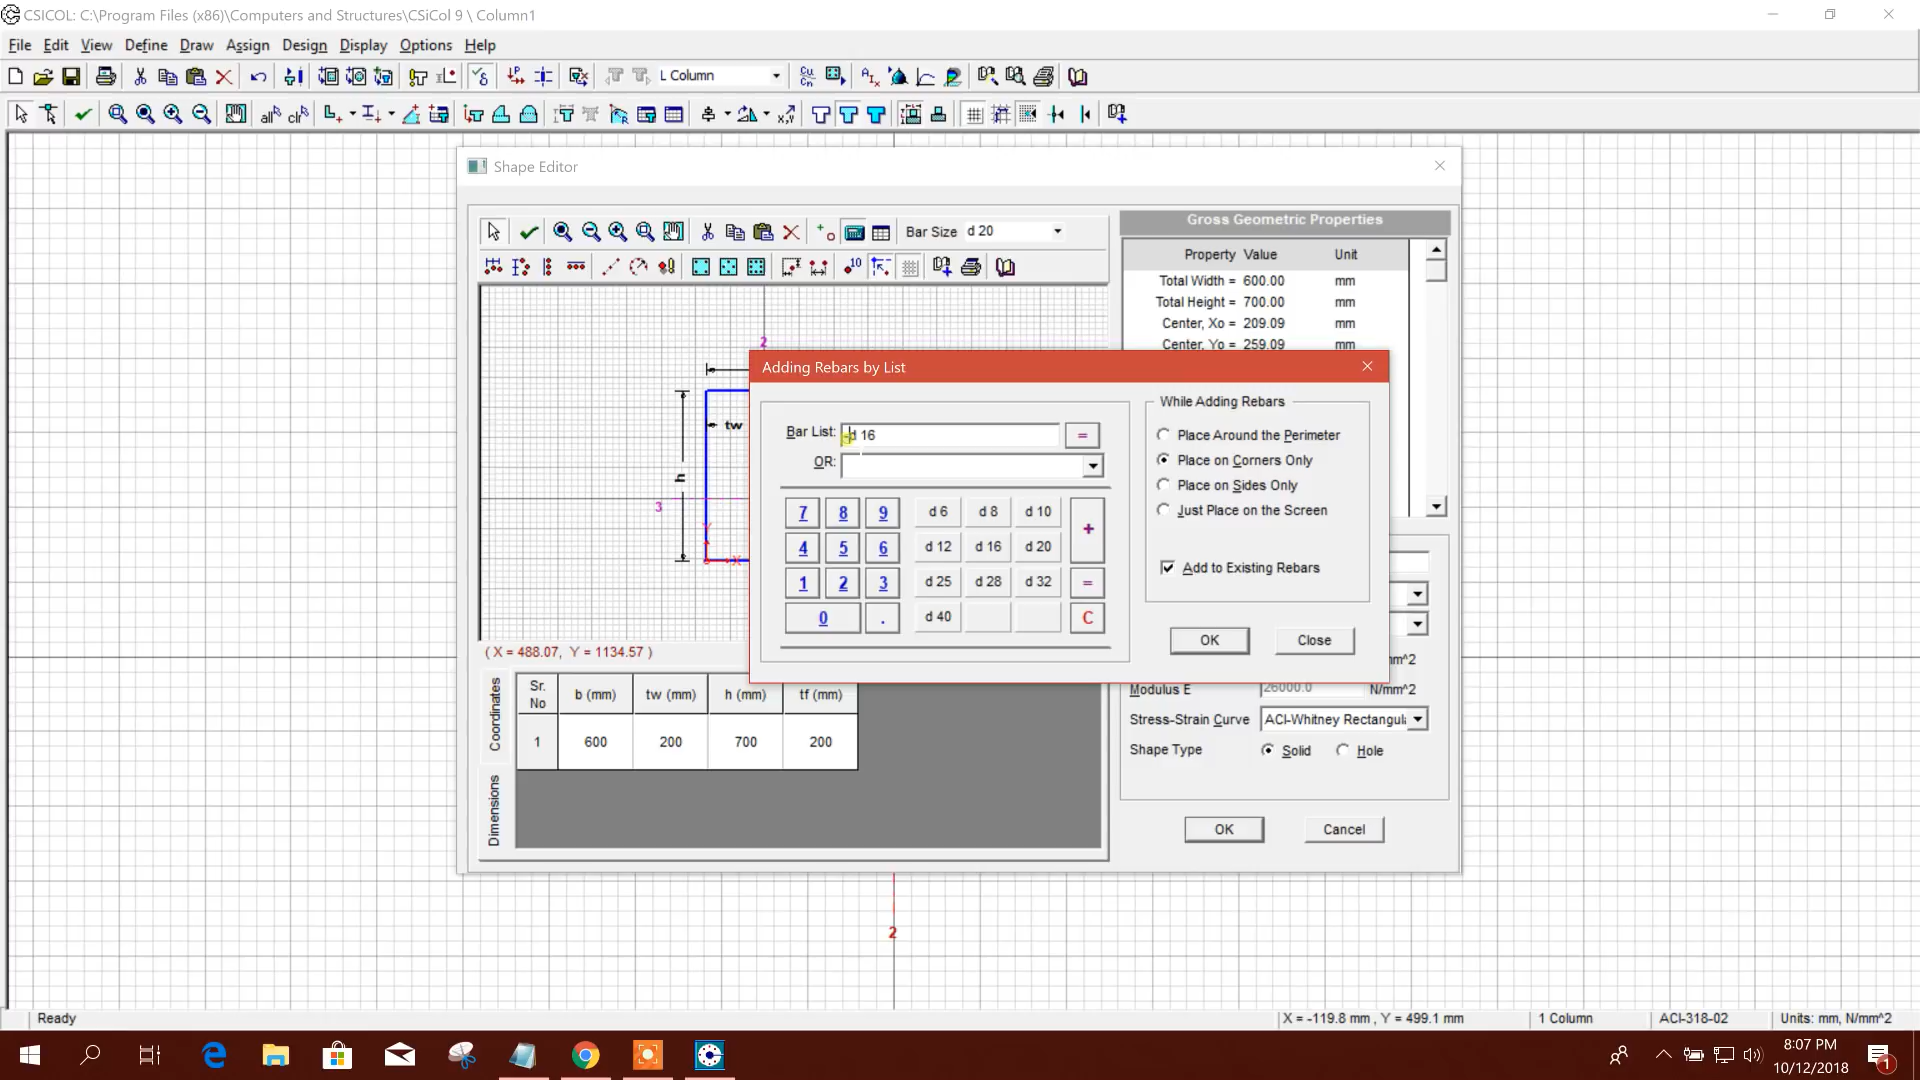 CSICOL: C:\Program Files (x86)\Computers and Structures\CSiCol 9 \ Column1
File Edit View Define Draw Assign Design Display Options Help
L Column
all clr
x,y
Shape Editor
Bar Size d 20
10
Gross Geometric Properties
Property Value Unit
Total Width = 600.00 mm
Total Height = 700.00 mm
Center, Xo = 209.09 mm
Center, Yo = 259.09 mm
2
tw
h
3
X
Adding Rebars by List
Bar List: d 16 =
OR:
7 8 9 d 6 d 8 d 10 +
4 5 6 d 12 d 16 d 20
1 2 3 d 25 d 28 d 32 =
0 . d 40 C
While Adding Rebars
Place Around the Perimeter
Place on Corners Only
Place on Sides Only
Just Place on the Screen
Add to Existing Rebars
OK Close
( X = 488.07, Y = 1134.57 )
Coordinates
Dimensions
Sr. No b (mm) tw (mm) h (mm) tf (mm)
1 600 200 700 200
mm^2
Modulus E 26000.0 N/mm^2
Stress-Strain Curve ACI-Whitney Rectangula
Shape Type Solid Hole
OK Cancel
2
Ready X = -119.8 mm , Y = 499.1 mm 1 Column ACI-318-02 Units: mm, N/mm^2
8:07 PM
10/12/2018
1